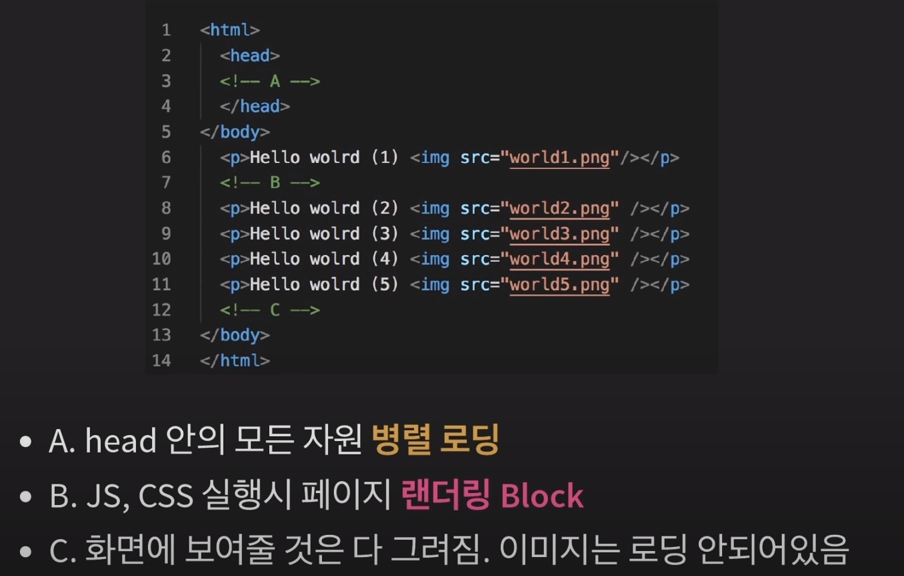 1 <html>
2 <head>
3 <!-- A -->
4 </head>
5 </body>
6 <p>Hello wolrd (1) <img src="world1.png"/></p>
7 <!-- B -->
8 <p>Hello wolrd (2) <img src="world2.png" /></p>
9 <p>Hello wolrd (3) <img src="world3.png" /></p>
10 <p>Hello wolrd (4) <img src="world4.png" /></p>
11 <p>Hello wolrd (5) <img src="world5.png" /></p>
12 <!-- C -->
13 </body>
14 </html>
• A. head 안의 모든 자원 병렬 로딩
• B. JS, CSS 실행시 페이지 랜더링 Block
• C. 화면에 보여줄 것은 다 그려짐. 이미지는 로딩 안되어있음